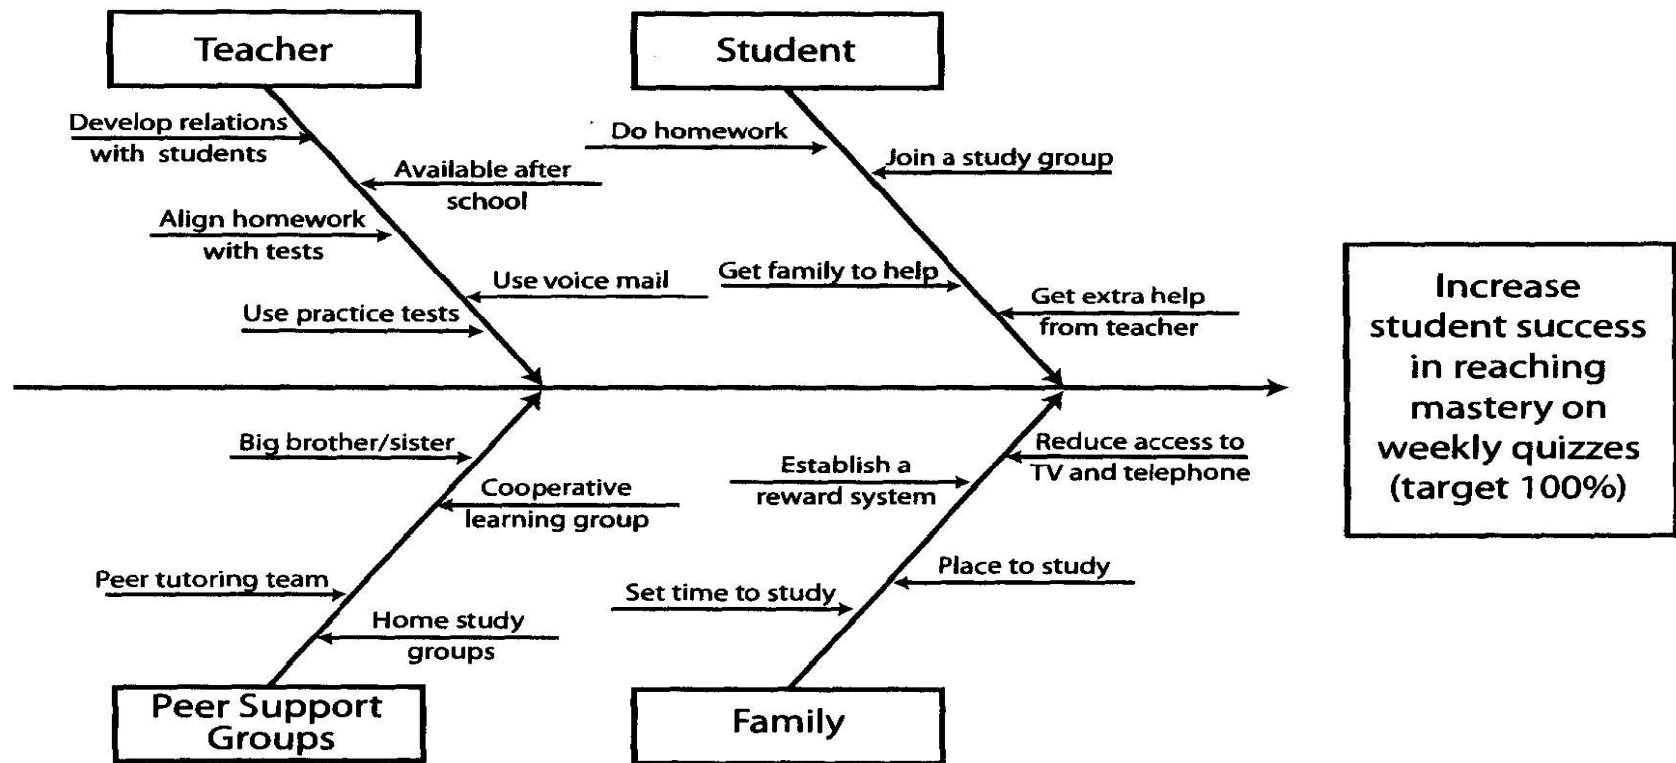 Teacher
Student
Develop relations
with students
Available after
school
Align homework
with tests
Use voice mail
Use practice tests
Do homework
Join a study group
Get family to help
Get extra help
from teacher
Increase
student success
in reaching
mastery on
weekly quizzes
(target 100%)
Big brother/sister
Cooperative
learning group
Peer tutoring team
Home study
groups
Reduce access to
TV and telephone
Establish a
reward system
Place to study
Set time to study
Peer Support
Groups
Family